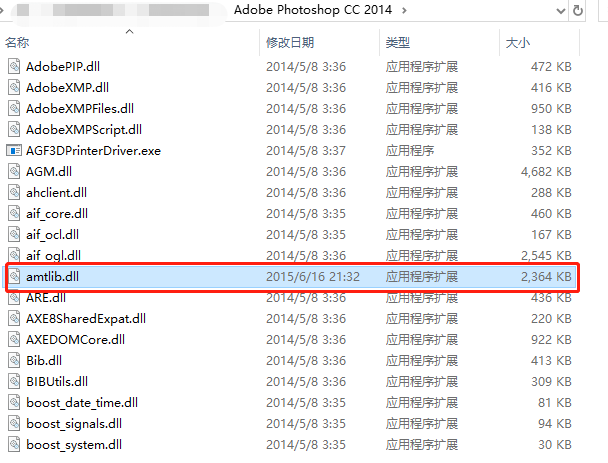 Adobe Photoshop CC 2014
名称 修改日期 类型 大小
AdobePIP.dll 2014/5/8 3:36 应用程序扩展 472 KB
AdobeXMP.dll 2014/5/8 3:36 应用程序扩展 416 KB
AdobeXMPFiles.dll 2014/5/8 3:36 应用程序扩展 950 KB
AdobeXMPScript.dll 2014/5/8 3:36 应用程序扩展 138 KB
AGF3DPrinterDriver.exe 2014/5/8 3:37 应用程序 352 KB
AGM.dll 2014/5/8 3:36 应用程序扩展 4,682 KB
ahclient.dll 2014/5/8 3:36 应用程序扩展 288 KB
aif_core.dll 2014/5/8 3:35 应用程序扩展 460 KB
aif_ocl.dll 2014/5/8 3:35 应用程序扩展 167 KB
aif_ogl.dll 2014/5/8 3:35 应用程序扩展 2,545 KB
amtlib.dll 2015/6/16 21:32 应用程序扩展 2,364 KB
ARE.dll 2014/5/8 3:36 应用程序扩展 436 KB
AXE8SharedExpat.dll 2014/5/8 3:36 应用程序扩展 220 KB
AXEDOMCore.dll 2014/5/8 3:36 应用程序扩展 922 KB
Bib.dll 2014/5/8 3:36 应用程序扩展 413 KB
BIBUtils.dll 2014/5/8 3:36 应用程序扩展 309 KB
boost_date_time.dll 2014/5/8 3:35 应用程序扩展 81 KB
boost_signals.dll 2014/5/8 3:35 应用程序扩展 94 KB
boost_system.dll 2014/5/8 3:35 应用程序扩展 30 KB